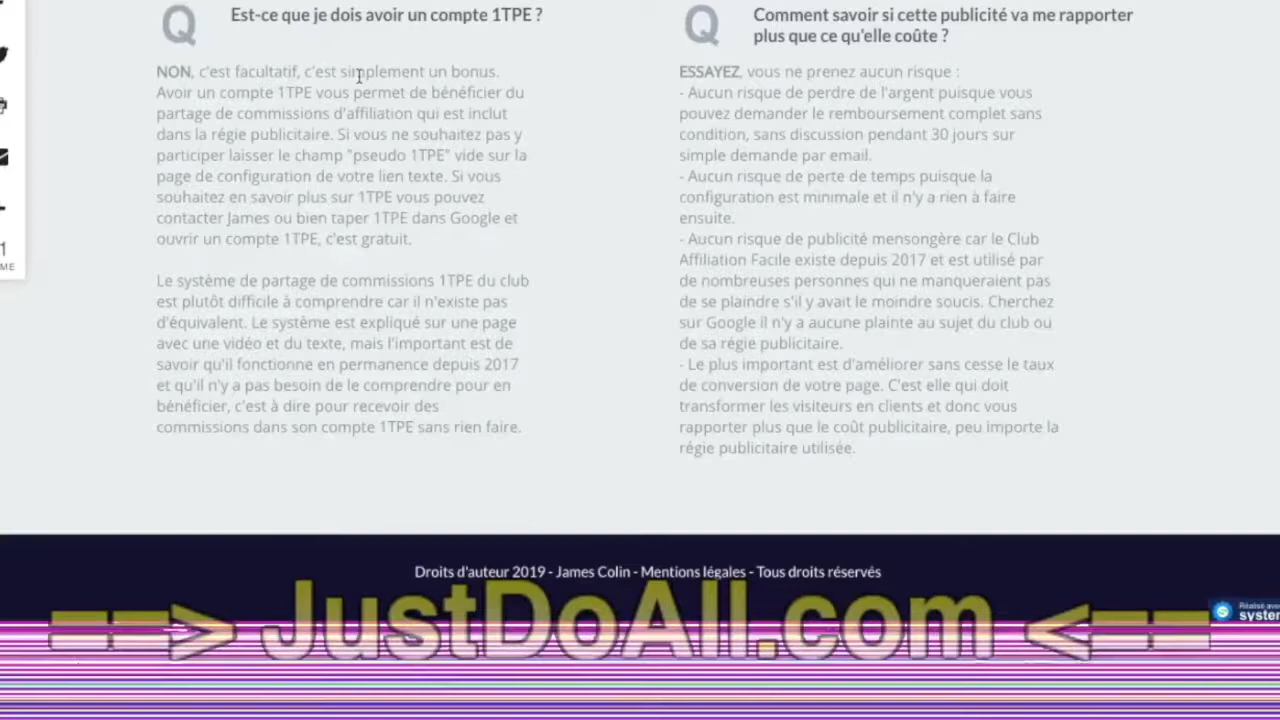 Q
Est-ce que je dois avoir un compte 1TPE ?
NON, c'est facultatif, c'est simplement un bonus.
Avoir un compte 1TPE vous permet de bénéficier du
partage de commissions d'affiliation qui est inclut
dans la régie publicitaire. Si vous ne souhaitez pas y
participer laisser le champ "pseudo 1TPE" vide sur la
page de configuration de votre lien texte. Si vous
souhaitez en savoir plus sur 1TPE vous pouvez
contacter James ou bien taper 1TPE dans Google et
ouvrir un compte 1TPE, c'est gratuit.
Le système de partage de commissions 1TPE du club
est plutôt difficile à comprendre car il n'existe pas
d'équivalent. Le système est expliqué sur une page
avec une vidéo et du texte, mais l'important est de
savoir qu'il fonctionne en permanence depuis 2017
et qu'il n'y a pas besoin de le comprendre pour en
bénéficier, c'est à dire pour recevoir des
commissions dans son compte 1TPE sans rien faire.
Q
Comment savoir si cette publicité va me rapporter
plus que ce qu'elle coûte ?
ESSAYEZ, vous ne prenez aucun risque :
- Aucun risque de perdre de l'argent puisque vous
pouvez demander le remboursement complet sans
condition, sans discussion pendant 30 jours sur
simple demande par email.
- Aucun risque de perte de temps puisque la
configuration est minimale et il n'y a rien à faire
ensuite.
- Aucun risque de publicité mensongère car le Club
Affiliation Facile existe depuis 2017 et est utilisé par
de nombreuses personnes qui ne manqueraient pas
de se plaindre s'il y avait le moindre soucis. Cherchez
sur Google il n'y a aucune plainte au sujet du club ou
de sa régie publicitaire.
- Le plus important est d'améliorer sans cesse le taux
de conversion de votre page. C'est elle qui doit
transformer les visiteurs en clients et donc vous
rapporter plus que le coût publicitaire, peu importe la
régie publicitaire utilisée.
1
ME
Droits d'auteur 2019 - James Colin - Mentions légales - Tous droits réservés
==> JustDoAll.com <==
Réalisé ave
system